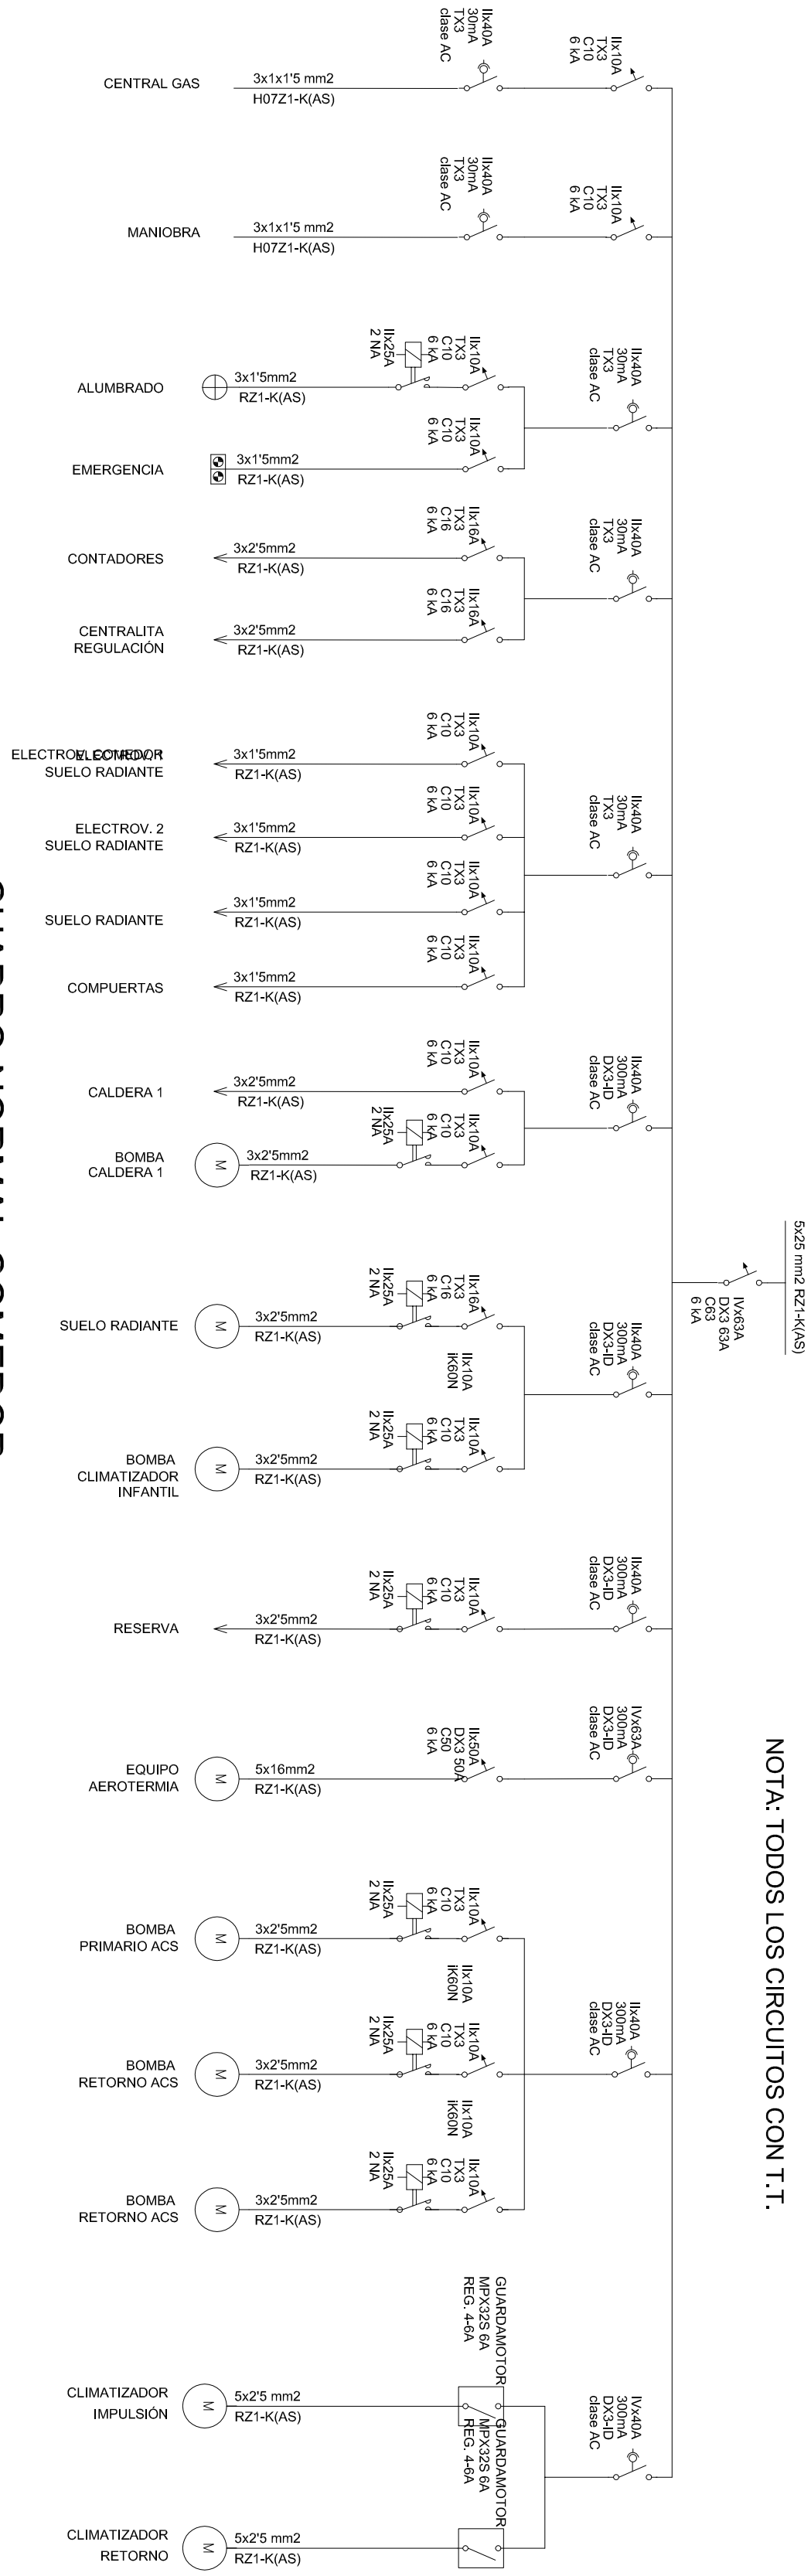 IIx40A
30mA
TX3
clase AC
IIx10A
TX3
C10
6 kA
CENTRAL GAS
3x1x1'5 mm2
H07Z1-K(AS)
IIx40A
30mA
TX3
clase AC
IIx10A
TX3
C10
6 kA
MANIOBRA
3x1x1'5 mm2
H07Z1-K(AS)
IIx25A
2 NA
IIx10A
TX3
C10
6 kA
IIx40A
30mA
TX3
clase AC
ALUMBRADO
3x1'5mm2
RZ1-K(AS)
IIx10A
TX3
C10
6 kA
EMERGENCIA
3x1'5mm2
RZ1-K(AS)
IIx16A
TX3
C16
6 kA
IIx40A
30mA
TX3
clase AC
CONTADORES
3x2'5mm2
RZ1-K(AS)
IIx16A
TX3
C16
6 kA
CENTRALITA
REGULACIÓN
3x2'5mm2
RZ1-K(AS)
IIx10A
TX3
C10
6 kA
ELECTROV. COMEDOR
ELECTROV. 1
SUELO RADIANTE
3x1'5mm2
RZ1-K(AS)
IIx10A
TX3
C10
6 kA
IIx40A
30mA
TX3
clase AC
ELECTROV. 2
SUELO RADIANTE
3x1'5mm2
RZ1-K(AS)
IIx10A
TX3
C10
6 kA
SUELO RADIANTE
3x1'5mm2
RZ1-K(AS)
IIx10A
TX3
C10
6 kA
COMPUERTAS
3x1'5mm2
RZ1-K(AS)
IIx10A
TX3
C10
6 kA
IIx40A
300mA
DX3-ID
clase AC
CALDERA 1
3x2'5mm2
RZ1-K(AS)
IIx25A
2 NA
IIx10A
TX3
C10
6 kA
BOMBA
CALDERA 1
M
3x2'5mm2
RZ1-K(AS)
5x25 mm2 RZ1-K(AS)
IVx63A
DX3 63A
C63
6 kA
IIx25A
2 NA
IIx16A
TX3
C16
6 kA
IIx40A
300mA
DX3-ID
clase AC
SUELO RADIANTE
M
3x2'5mm2
RZ1-K(AS)
IIx10A
iK60N
IIx25A
2 NA
IIx10A
TX3
C10
6 kA
BOMBA
CLIMATIZADOR
INFANTIL
M
3x2'5mm2
RZ1-K(AS)
IIx25A
2 NA
IIx10A
TX3
C10
6 kA
IIx40A
300mA
DX3-ID
clase AC
RESERVA
3x2'5mm2
RZ1-K(AS)
IIx50A
DX3 50A
C50
6 kA
IVx63A
300mA
DX3-ID
clase AC
EQUIPO
AEROTERMIA
M
5x16mm2
RZ1-K(AS)
NOTA: TODOS LOS CIRCUITOS CON T.T.
IIx25A
2 NA
IIx10A
TX3
C10
6 kA
BOMBA
PRIMARIO ACS
M
3x2'5mm2
RZ1-K(AS)
IIx10A
iK60N
IIx25A
2 NA
IIx10A
TX3
C10
6 kA
IIx40A
300mA
DX3-ID
clase AC
BOMBA
RETORNO ACS
M
3x2'5mm2
RZ1-K(AS)
IIx10A
iK60N
IIx25A
2 NA
IIx10A
TX3
C10
6 kA
BOMBA
RETORNO ACS
M
3x2'5mm2
RZ1-K(AS)
GUARDAMOTOR
MPX32S 6A
REG. 4-6A
CLIMATIZADOR
IMPULSIÓN
M
5x2'5 mm2
RZ1-K(AS)
IVx40A
300mA
DX3-ID
clase AC
GUARDAMOTOR
MPX32S 6A
REG. 4-6A
CLIMATIZADOR
RETORNO
M
5x2'5 mm2
RZ1-K(AS)